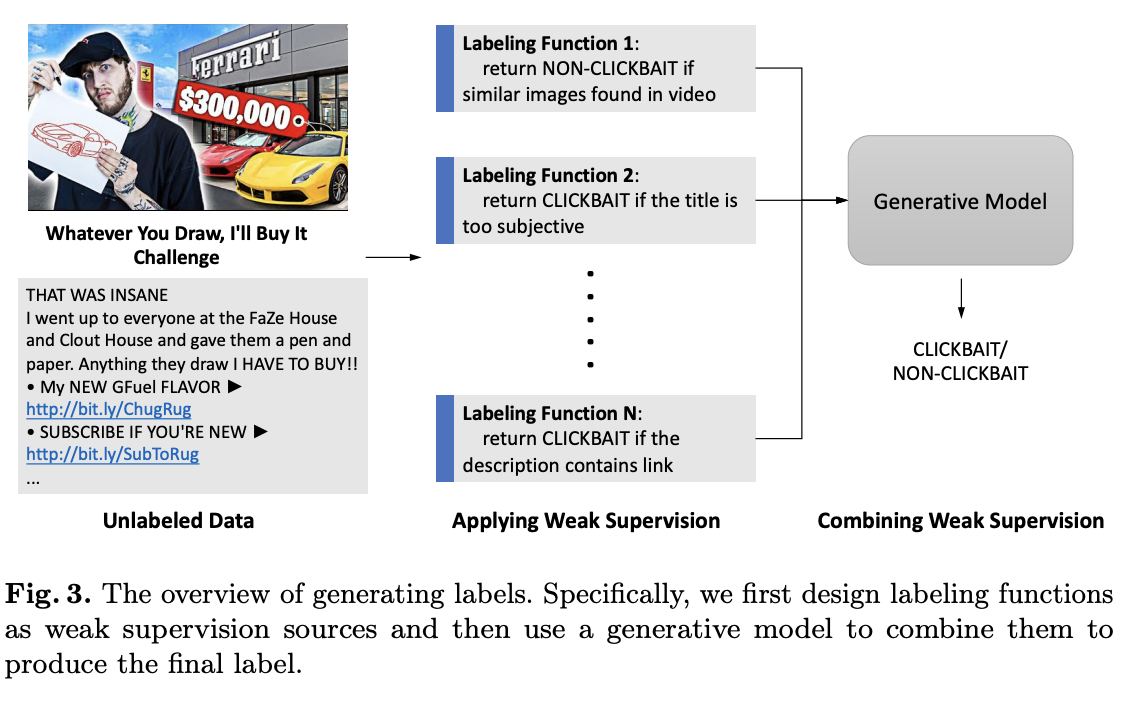 Ferrari
$300,000
Whatever You Draw, I'll Buy It
Challenge
THAT WAS INSANE
I went up to everyone at the FaZe House
and Clout House and gave them a pen and
paper. Anything they draw I HAVE TO BUY!!
• My NEW GFuel FLAVOR ►
http://bit.ly/ChugRug
• SUBSCRIBE IF YOU'RE NEW ►
http://bit.ly/SubToRug
...
Unlabeled Data
Labeling Function 1:
return NON-CLICKBAIT if
similar images found in video
Labeling Function 2:
return CLICKBAIT if the title is
too subjective
Labeling Function N:
return CLICKBAIT if the
description contains link
Applying Weak Supervision
Generative Model
CLICKBAIT/
NON-CLICKBAIT
Combining Weak Supervision
Fig. 3. The overview of generating labels. Specifically, we first design labeling functions
as weak supervision sources and then use a generative model to combine them to
produce the final label.